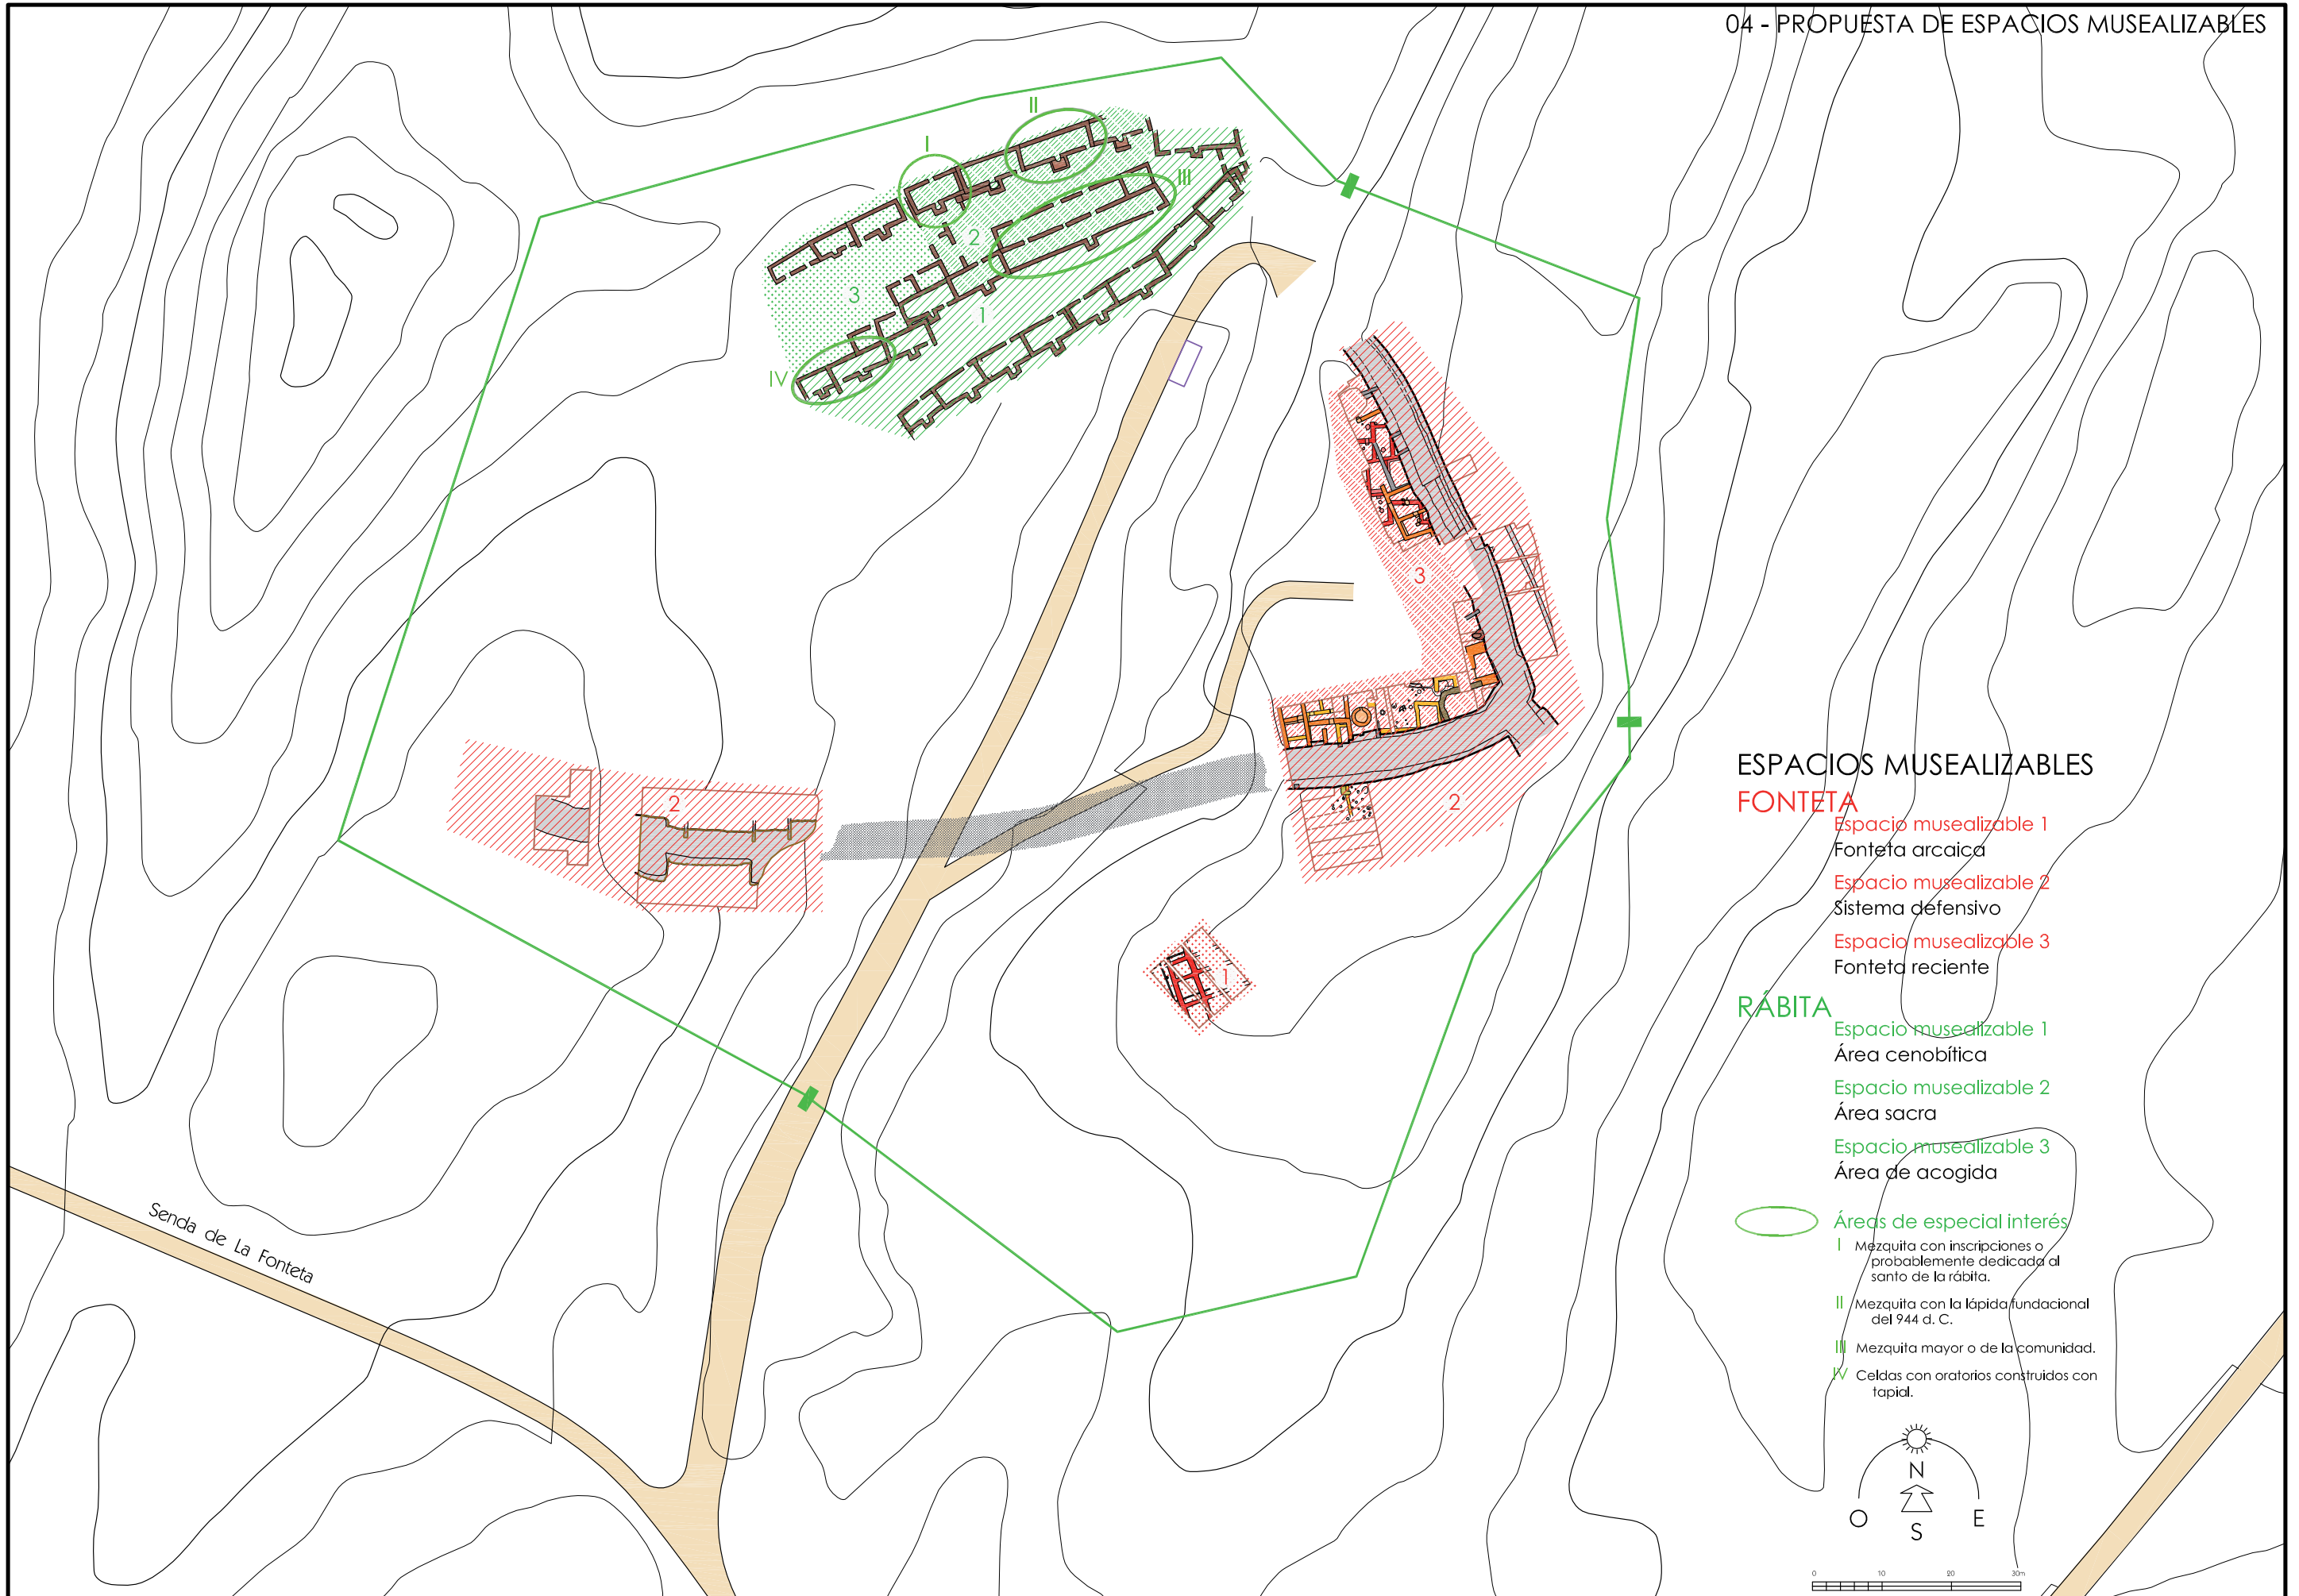 04 - PROPUESTA DE ESPACIOS MUSEALIZABLES
II
I
III
2
3
1
IV
3
2
2
1
Senda de La Fonteta
ESPACIOS MUSEALIZABLES
FONTETA
Espacio musealizable 1
Fonteta arcaica
Espacio musealizable 2
Sistema defensivo
Espacio musealizable 3
Fonteta reciente
RÁBITA
Espacio musealizable 1
Área cenobítica
Espacio musealizable 2
Área sacra
Espacio musealizable 3
Área de acogida
Áreas de especial interés
I Mezquita con inscripciones o
probablemente dedicada al
santo de la rábita.
II Mezquita con la lápida fundacional
del 944 d. C.
III Mezquita mayor o de la comunidad.
IV Celdas con oratorios construidos con
tapial.
N
O E
S
0 10 20 30m